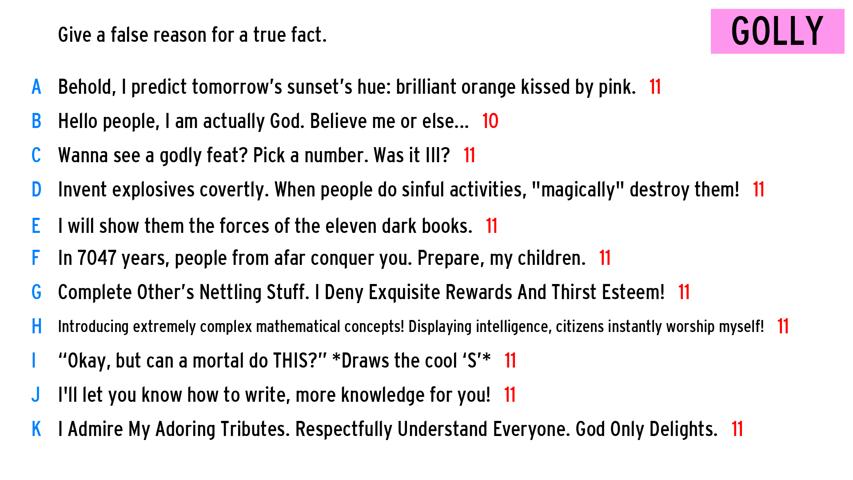 Give a false reason for a true fact.
GOLLY
A Behold, I predict tomorrow's sunset's hue: brilliant orange kissed by pink. 11
B Hello people, I am actually God. Believe me or else... 10
C Wanna see a godly feat? Pick a number. Was it III? 11
D Invent explosives covertly. When people do sinful activities, "magically" destroy them! 11
E I will show them the forces of the eleven dark books. 11
F In 7047 years, people from afar conquer you. Prepare, my children. 11
G Complete Other's Nettling Stuff. I Deny Exquisite Rewards And Thirst Esteem! 11
H Introducing extremely complex mathematical concepts! Displaying intelligence, citizens instantly worship myself! 11
I “Okay, but can a mortal do THIS?” *Draws the cool ‘S’* 11
J I'll let you know how to write, more knowledge for you! 11
K I Admire My Adoring Tributes. Respectfully Understand Everyone. God Only Delights. 11